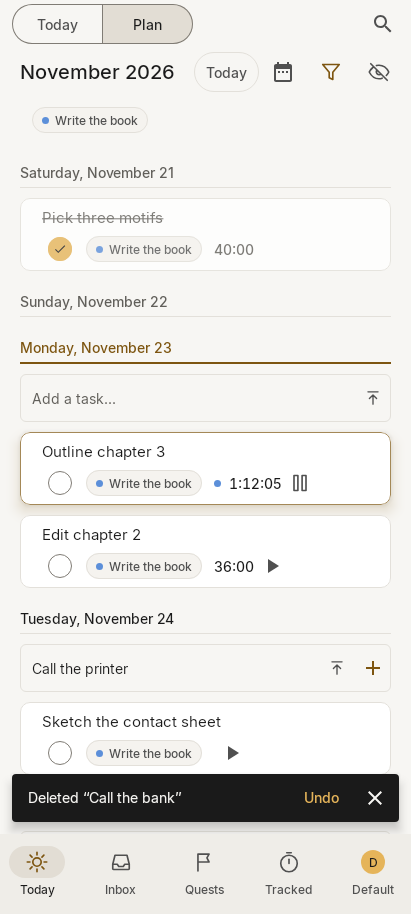 Today
Plan
November 2026
Today
Write the book
Saturday, November 21
Pick three motifs
Write the book
40:00
Sunday, November 22
Monday, November 23
Add a task...
Outline chapter 3
Write the book
1:12:05
Edit chapter 2
Write the book
36:00
Tuesday, November 24
Call the printer
Sketch the contact sheet
Write the book
Deleted “Call the bank”
Undo
D
Today
Inbox
Quests
Tracked
Default